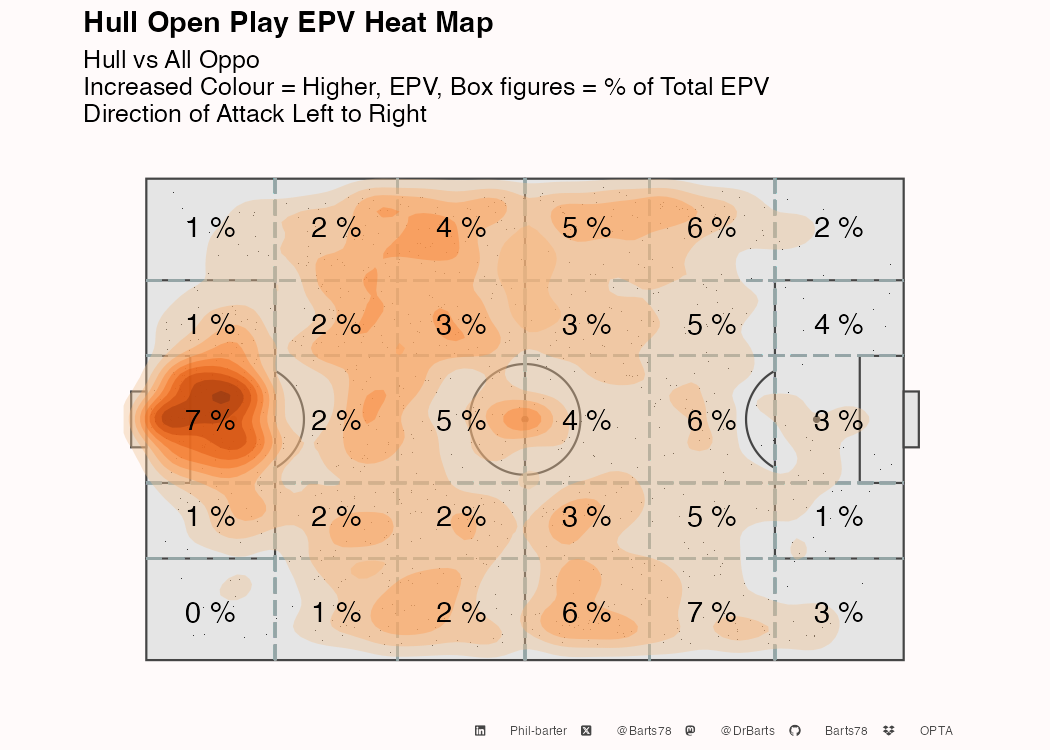 Hull Open Play EPV Heat Map
Hull vs All Oppo
Increased Colour = Higher, EPV, Box figures = % of Total EPV
Direction of Attack Left to Right
1 % 2 % 4 % 5 % 6 % 2 %
1 % 2 % 3 % 3 % 5 % 4 %
7 % 2 % 5 % 4 % 6 % 3 %
1 % 2 % 2 % 3 % 5 % 1 %
0 % 1 % 2 % 6 % 7 % 3 %
Phil-barter @Barts78 @DrBarts Barts78 OPTA